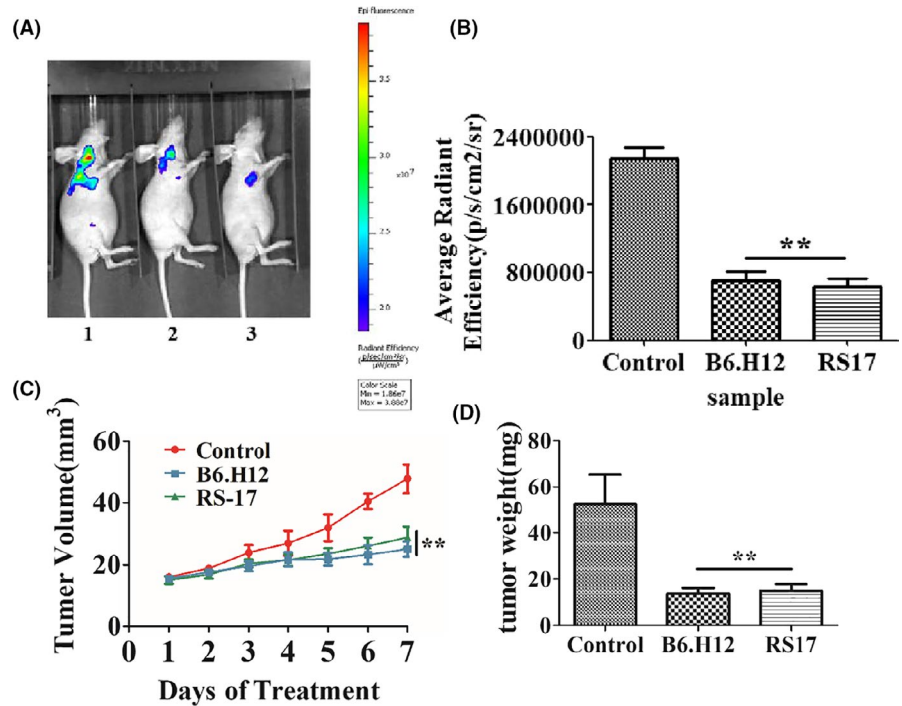 (A)
Epi-fluorescence
3.5
3.0
x10⁷
2.5
2.0
1 2 3
Radiant Efficiency
Color Scale
Min = 1.86e7
Max = 3.88e7
(B)
Average Radiant
Efficiency(p/s/cm2/sr)
2400000
1600000
800000
0
**
Control B6.H12 RS17
sample
(C)
Tumer Volume(mm³)
60
40
20
0
Control
B6.H12
RS-17
**
0 1 2 3 4 5 6 7
Days of Treatment
(D)
tumor weight(mg)
80
60
40
20
0
**
Control B6.H12 RS17